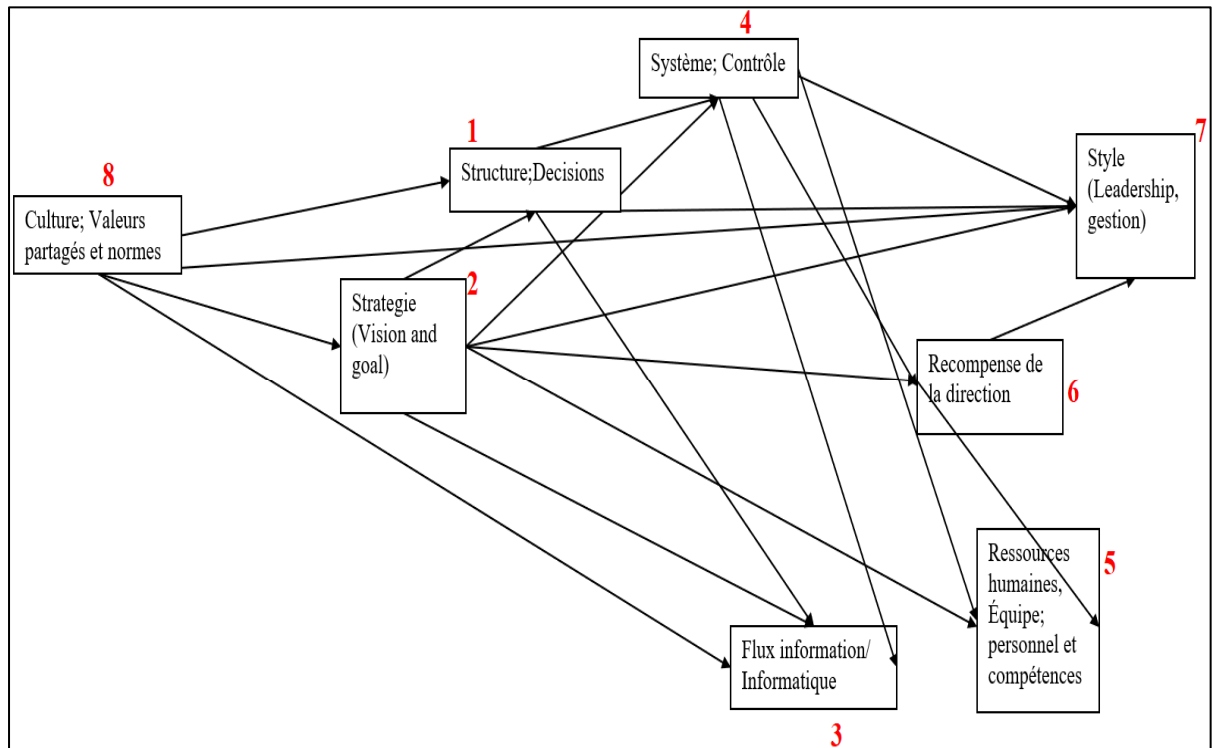 4
Système; Contrôle
1
Structure;Decisions
7
Style
(Leadership,
gestion)
8
Culture; Valeurs
partagés et normes
2
Strategie
(Vision and
goal)
Recompense de
la direction
6
Ressources
humaines,
Équipe;
personnel et
compétences
5
Flux information/
Informatique
3